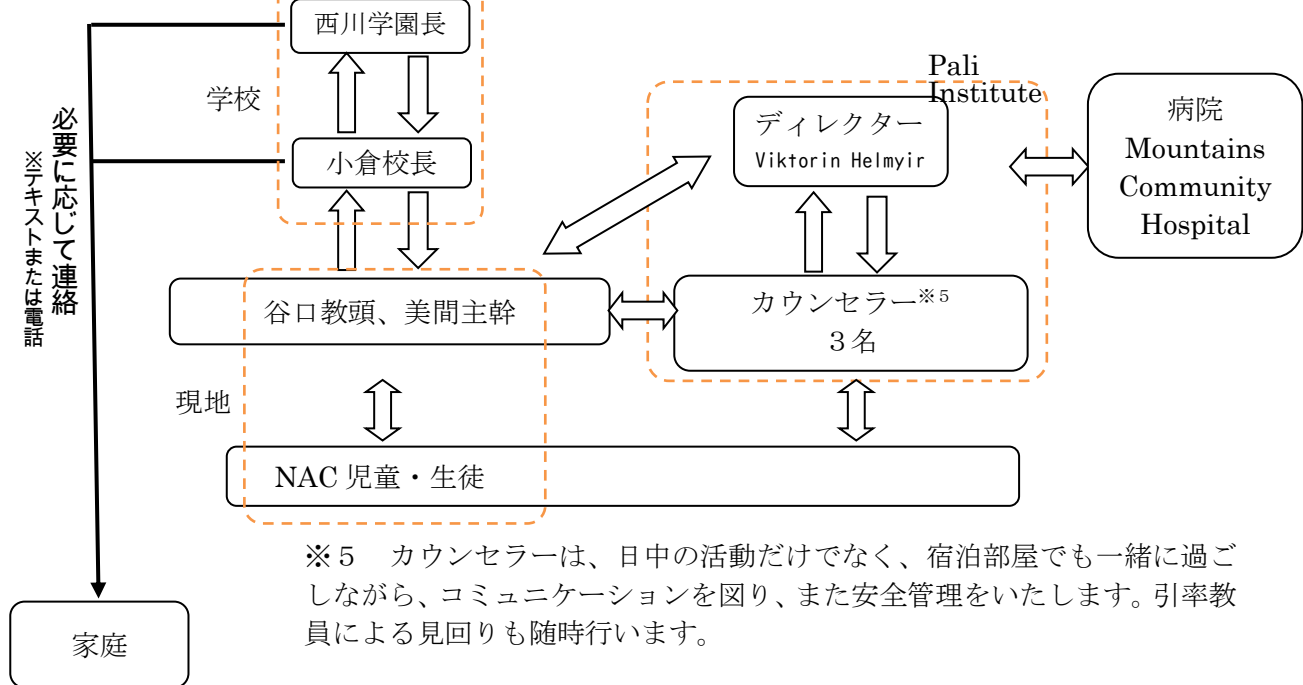 西川学園長
学校
小倉校長
Pali
Institute
ディレクター
Viktorin Helmyir
病院
Mountains
Community
Hospital
必要に応じて連絡
※テキストまたは電話
谷口教頭、美間主幹
カウンセラー※5
3名
現地
NAC 児童・生徒
※5 カウンセラーは、日中の活動だけでなく、宿泊部屋でも一緒に過ご
しながら、コミュニケーションを図り、また安全管理をいたします。引率教
員による見回りも随時行います。
家庭